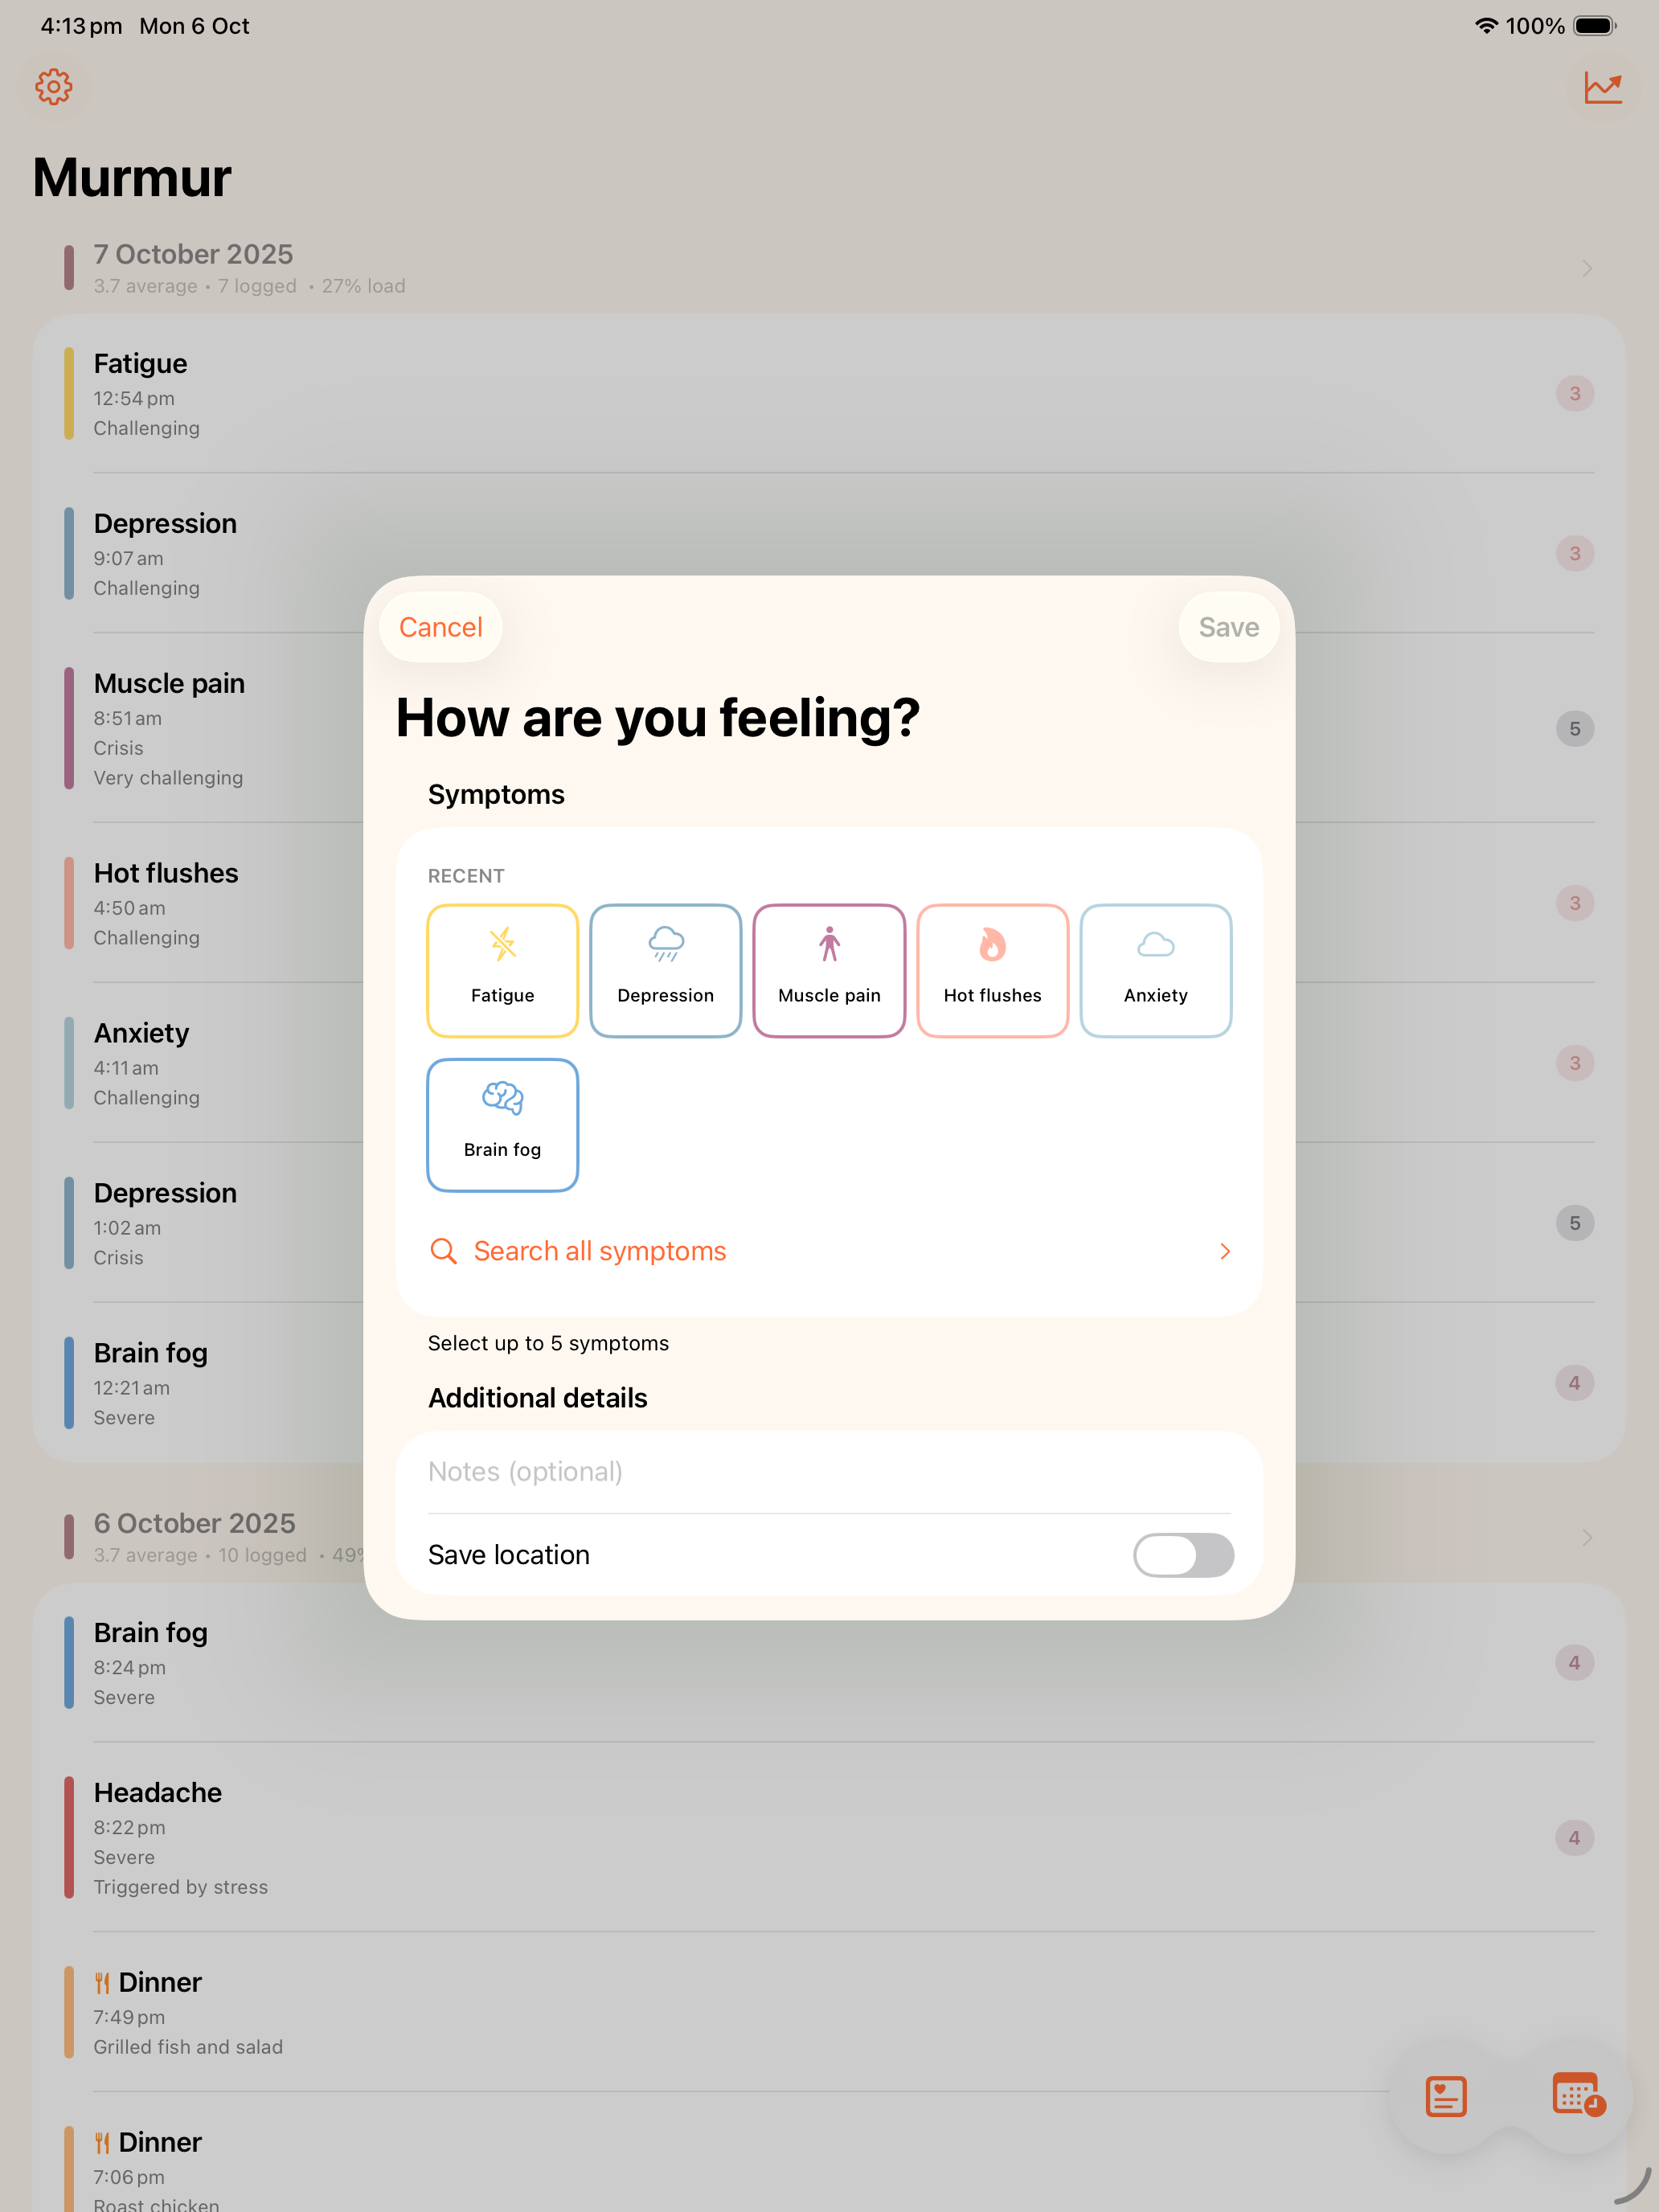 4:13 pm Mon 6 Oct
100%
Murmur
7 October 2025
3.7 average • 7 logged • 27% load
Fatigue
12:54 pm
Challenging
3
Depression
9:07 am
Challenging
3
Muscle pain
8:51 am
Crisis
Very challenging
5
Hot flushes
4:50 am
Challenging
3
Anxiety
4:11 am
Challenging
3
Depression
1:02 am
Crisis
5
Brain fog
12:21 am
Severe
4
Cancel
Save
How are you feeling?
Symptoms
RECENT
Fatigue
Depression
Muscle pain
Hot flushes
Anxiety
Brain fog
Search all symptoms
Select up to 5 symptoms
Additional details
Notes (optional)
Save location
6 October 2025
3.7 average • 10 logged • 49%
Brain fog
8:24 pm
Severe
4
Headache
8:22 pm
Severe
Triggered by stress
4
Dinner
7:49 pm
Grilled fish and salad
Dinner
7:06 pm
Roast chicken